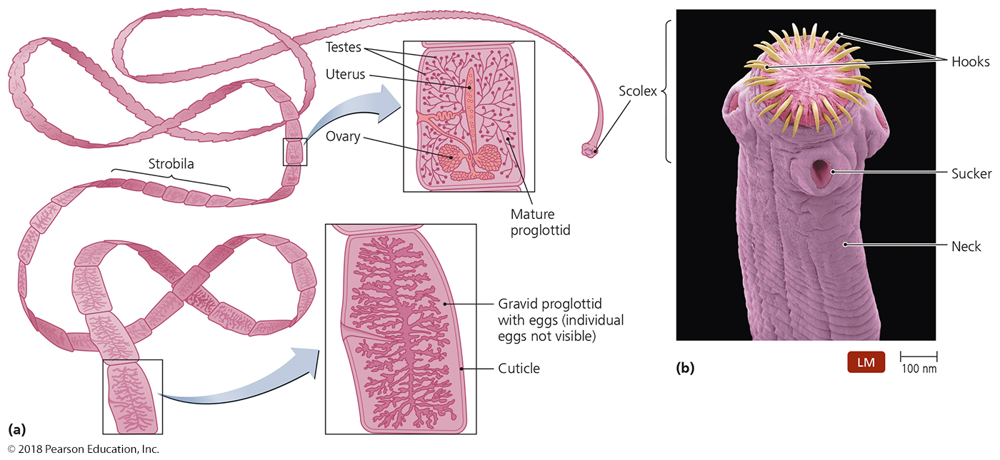 Testes
Uterus
Ovary
Strobila
Mature
proglottid
Scolex
Hooks
Sucker
Neck
Gravid proglottid
with eggs (individual
eggs not visible)
Cuticle
(a)
(b)
LM
100 nm
© 2018 Pearson Education, Inc.